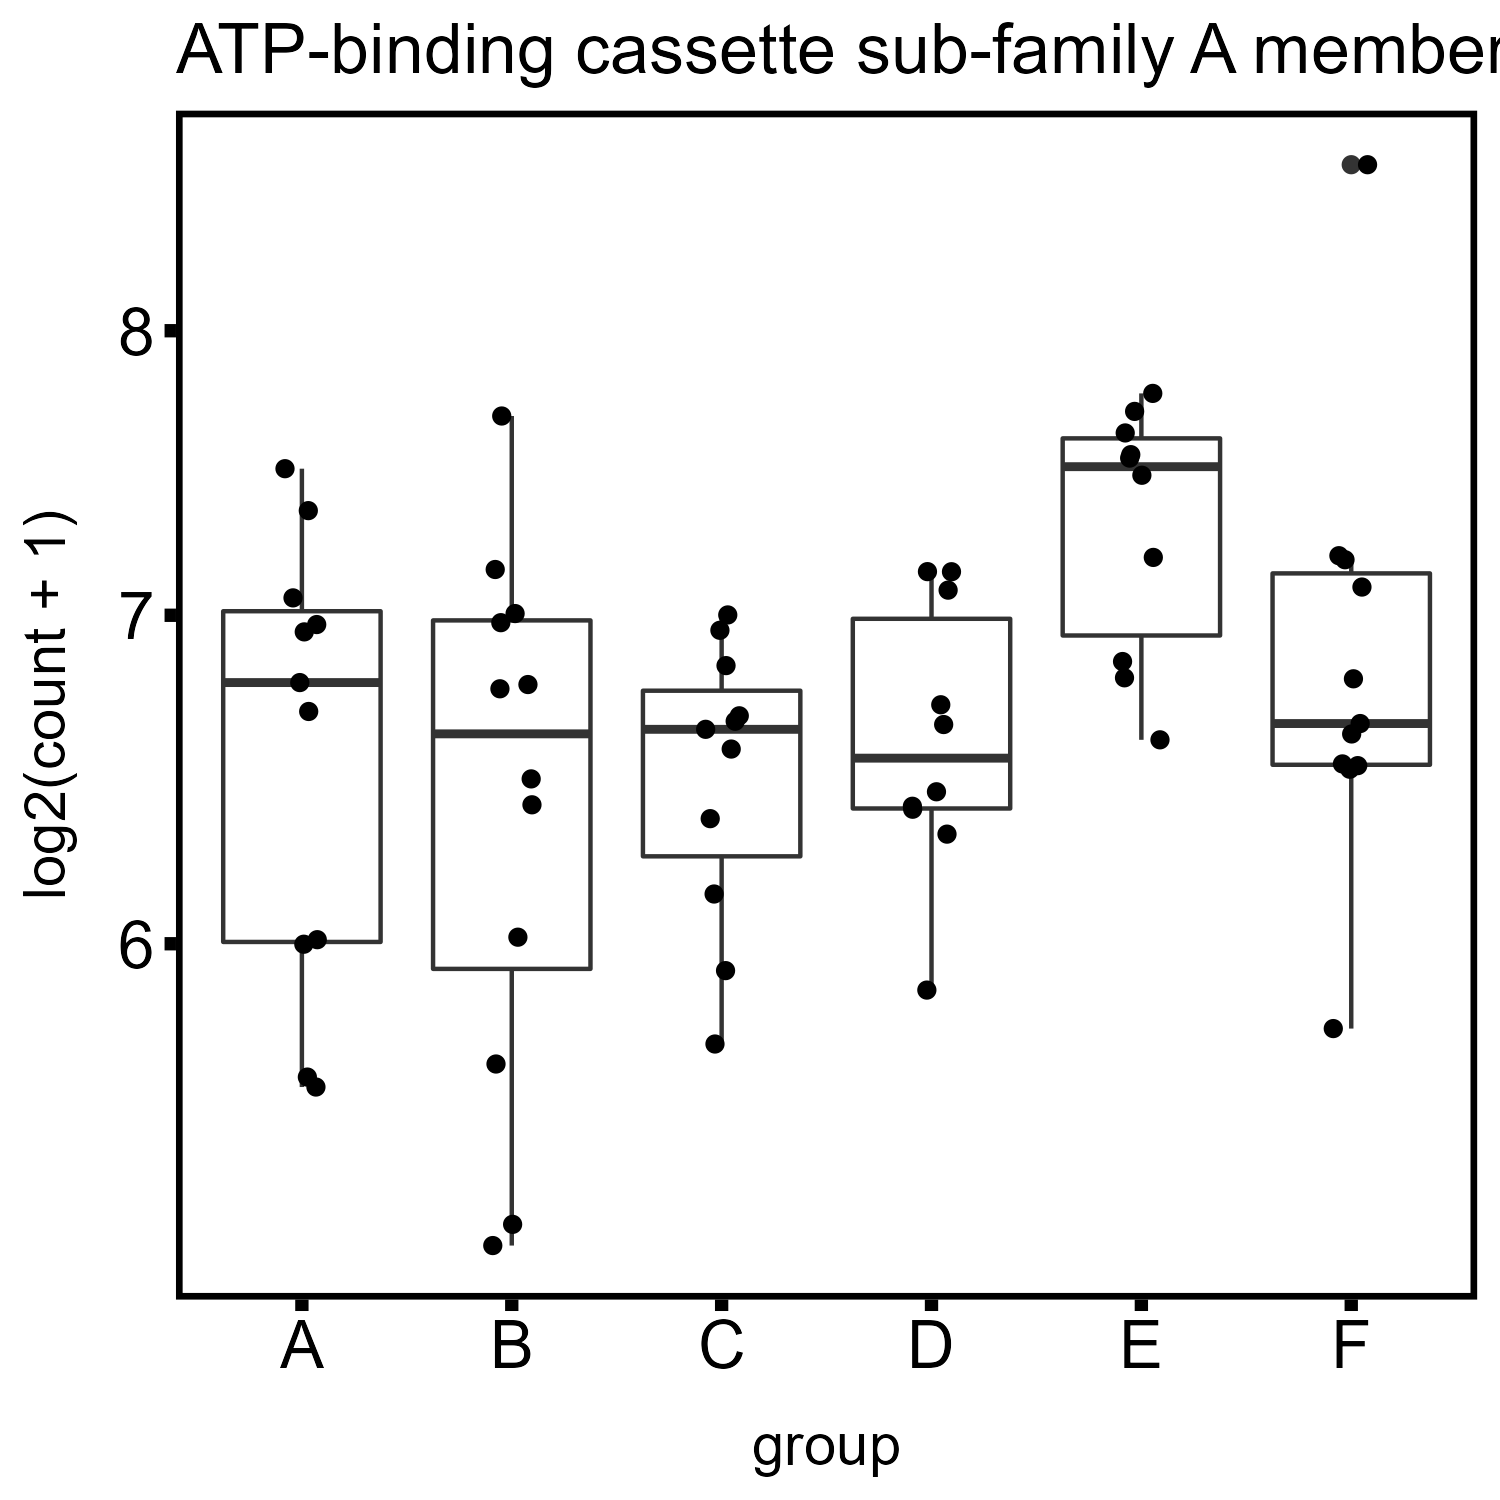 ATP-binding cassette sub-family A member
log2(count + 1)
8
7
6
A B C D E F
group